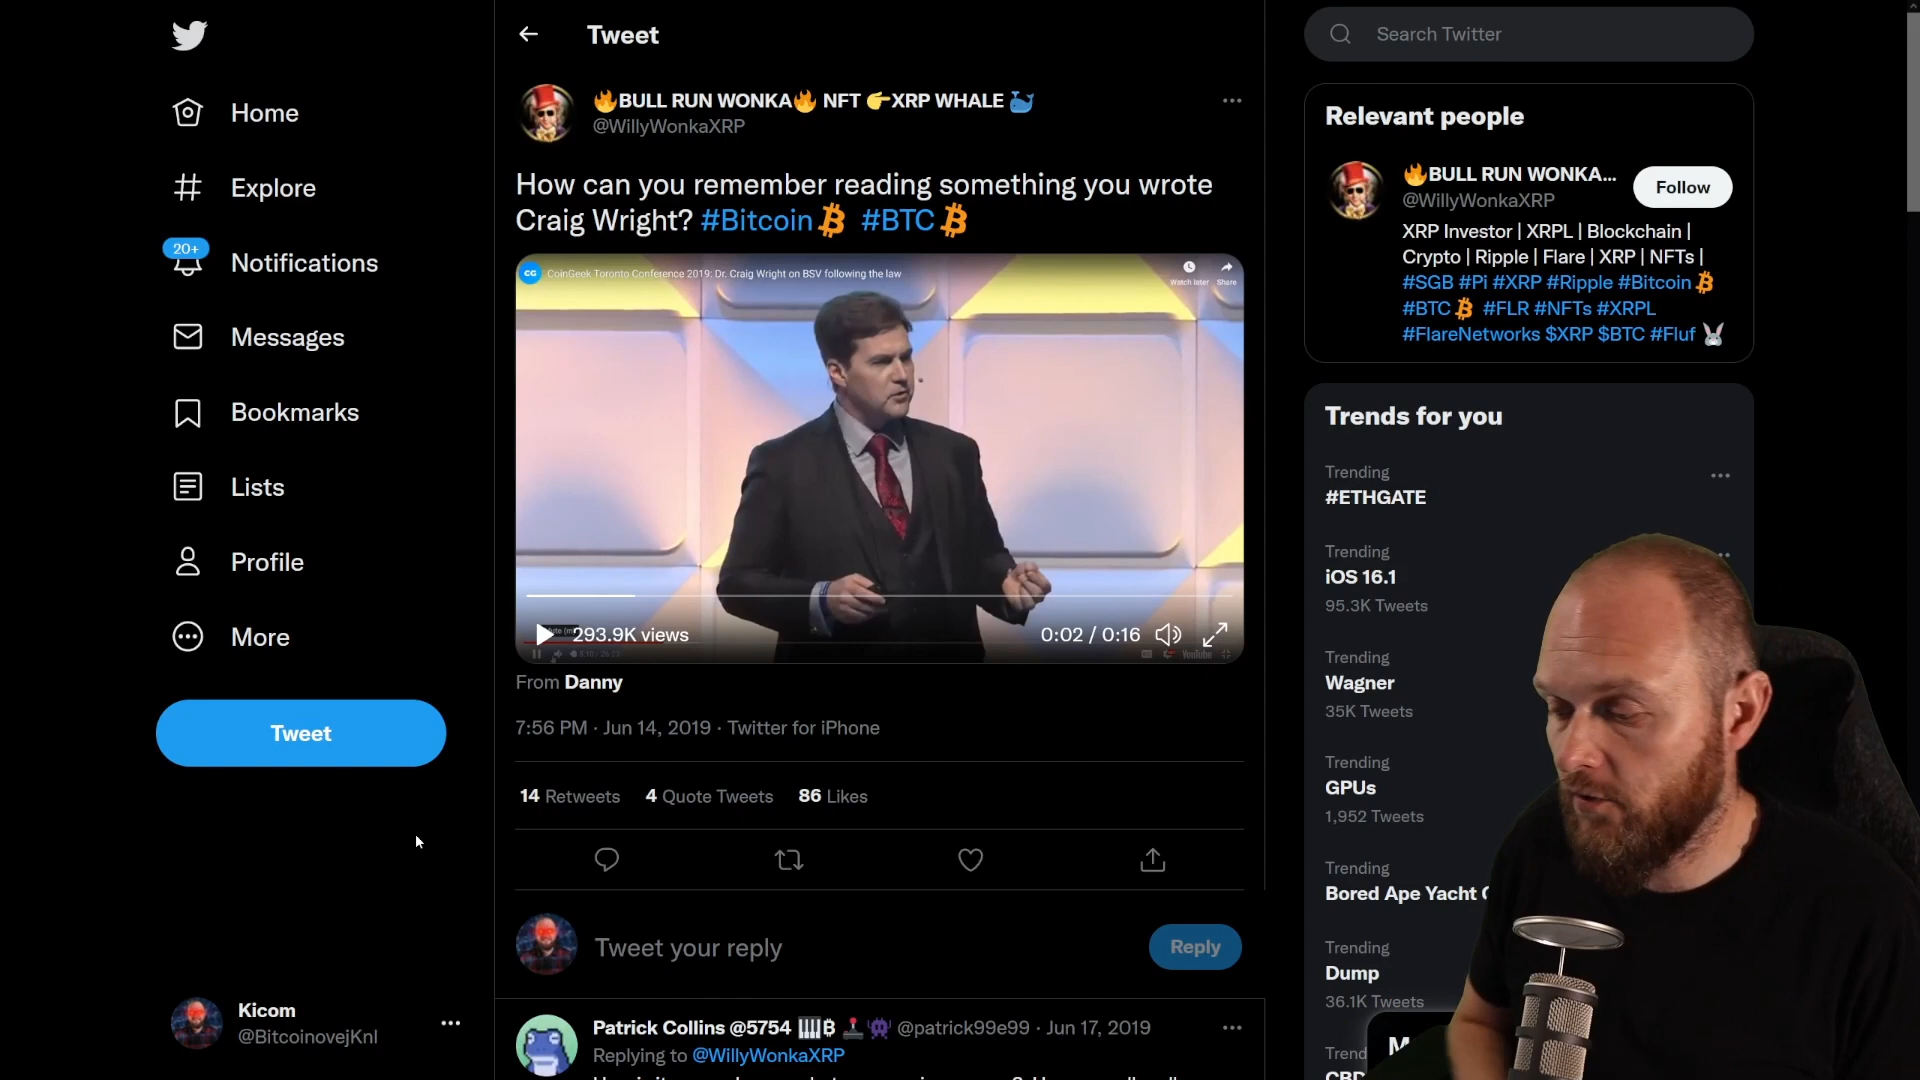 Home
Explore
20+
Notifications
Messages
Bookmarks
Lists
Profile
More
Tweet
Kicom
@BitcoinovejKnl
Tweet
🔥BULL RUN WONKA🔥 NFT 👉XRP WHALE 🐳
@WillyWonkaXRP
How can you remember reading something you wrote
Craig Wright? #Bitcoin #BTC
CG CoinGeek Toronto Conference 2019: Dr. Craig Wright on BSV following the law
Watch later Share
293.9K views
0:02 / 0:16
YouTube
From Danny
7:56 PM · Jun 14, 2019 · Twitter for iPhone
14 Retweets 4 Quote Tweets 86 Likes
Tweet your reply
Reply
Patrick Collins @5754 @patrick99e99 · Jun 17, 2019
Replying to @WillyWonkaXRP
Search Twitter
Relevant people
🔥BULL RUN WONKA...
@WillyWonkaXRP
Follow
XRP Investor | XRPL | Blockchain |
Crypto | Ripple | Flare | XRP | NFTs |
#SGB #Pi #XRP #Ripple #Bitcoin
#BTC #FLR #NFTs #XRPL
#FlareNetworks $XRP $BTC #Fluf 🐰
Trends for you
Trending
#ETHGATE
Trending
iOS 16.1
95.3K Tweets
Trending
Wagner
35K Tweets
Trending
GPUs
1,952 Tweets
Trending
Bored Ape Yacht
Trending
Dump
36.1K Tweets